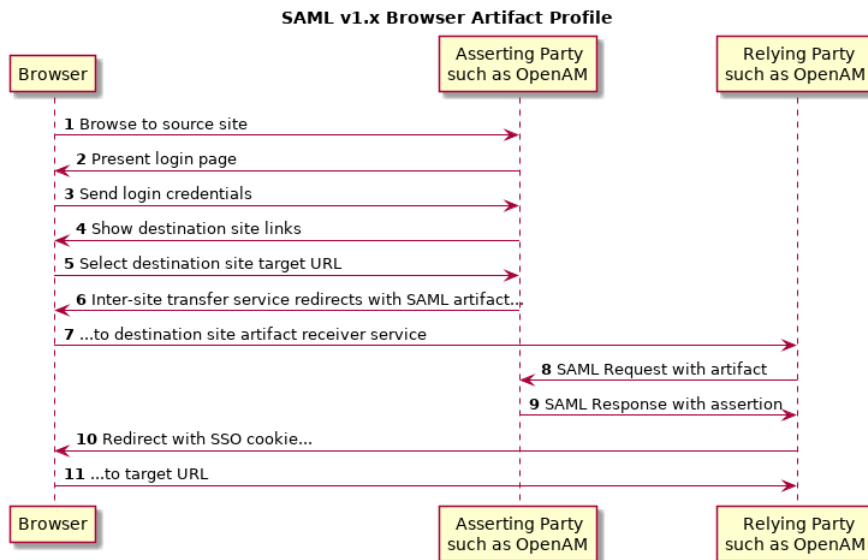 SAML v1.x Browser Artifact Profile
Browser
Asserting Party
such as OpenAM
Relying Party
such as OpenAM
1 Browse to source site
2 Present login page
3 Send login credentials
4 Show destination site links
5 Select destination site target URL
6 Inter-site transfer service redirects with SAML artifact...
7 ...to destination site artifact receiver service
8 SAML Request with artifact
9 SAML Response with assertion
10 Redirect with SSO cookie...
11 ...to target URL
Browser
Asserting Party
such as OpenAM
Relying Party
such as OpenAM